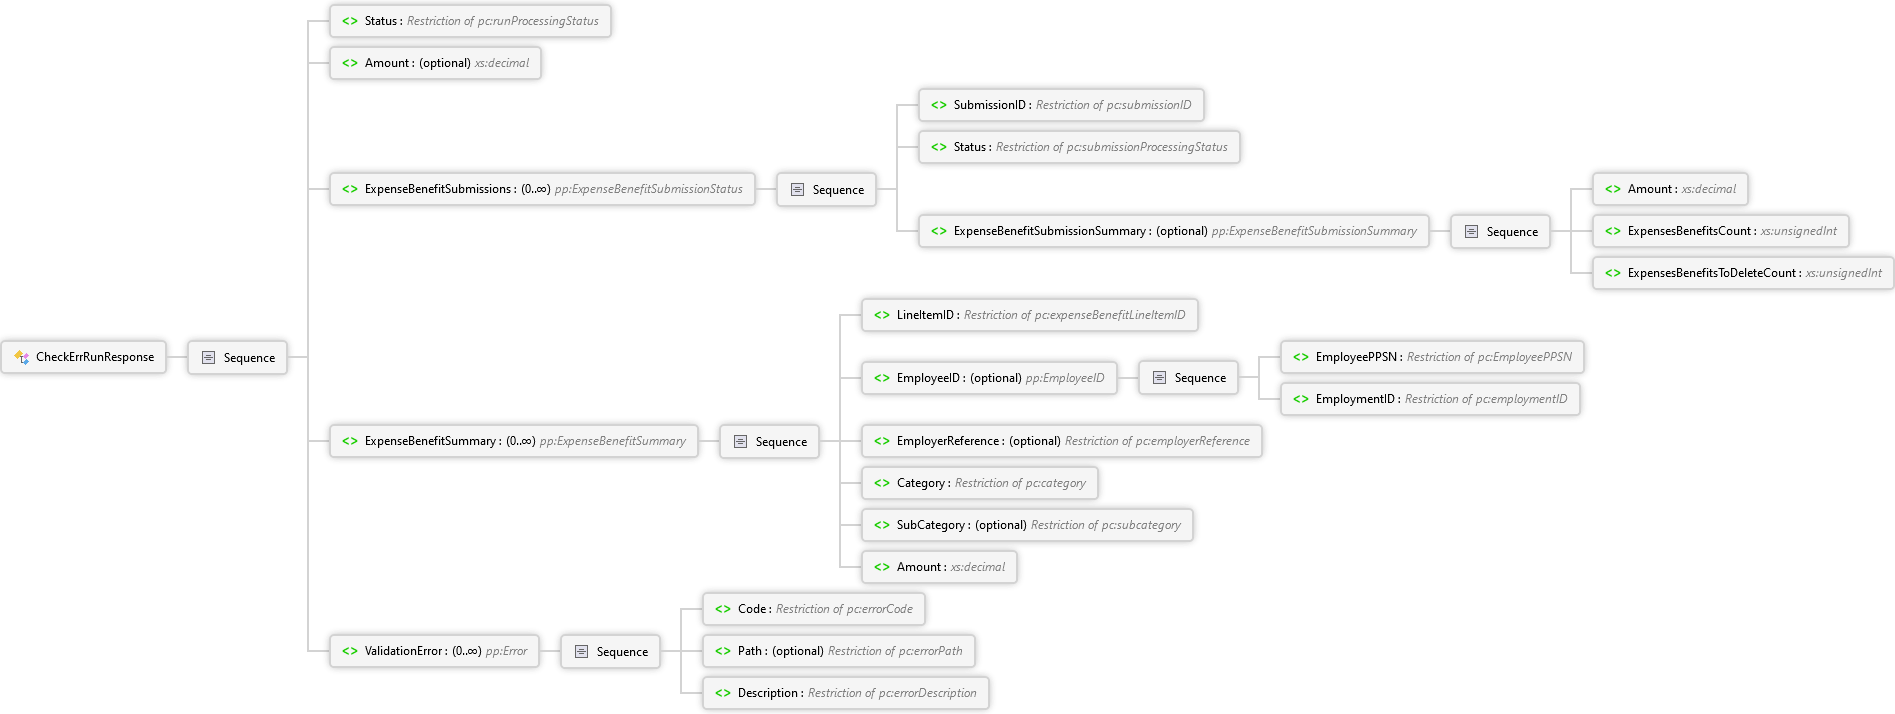 Status : Restriction of pc:runProcessingStatus
Amount : (optional) xs:decimal
SubmissionID : Restriction of pc:submissionID
Status : Restriction of pc:submissionProcessingStatus
ExpenseBenefitSubmissions : (0..∞) pp:ExpenseBenefitSubmissionStatus
Sequence
Amount : xs:decimal
ExpenseBenefitSubmissionSummary : (optional) pp:ExpenseBenefitSubmissionSummary
Sequence
ExpensesBenefitsCount : xs:unsignedInt
ExpensesBenefitsToDeleteCount : xs:unsignedInt
LineItemID : Restriction of pc:expenseBenefitLineItemID
CheckErrRunResponse
Sequence
EmployeeID : (optional) pp:EmployeeID
Sequence
EmployeePPSN : Restriction of pc:EmployeePPSN
EmploymentID : Restriction of pc:employmentID
ExpenseBenefitSummary : (0..∞) pp:ExpenseBenefitSummary
Sequence
EmployerReference : (optional) Restriction of pc:employerReference
Category : Restriction of pc:category
SubCategory : (optional) Restriction of pc:subcategory
Amount : xs:decimal
Code : Restriction of pc:errorCode
ValidationError : (0..∞) pp:Error
Sequence
Path : (optional) Restriction of pc:errorPath
Description : Restriction of pc:errorDescription